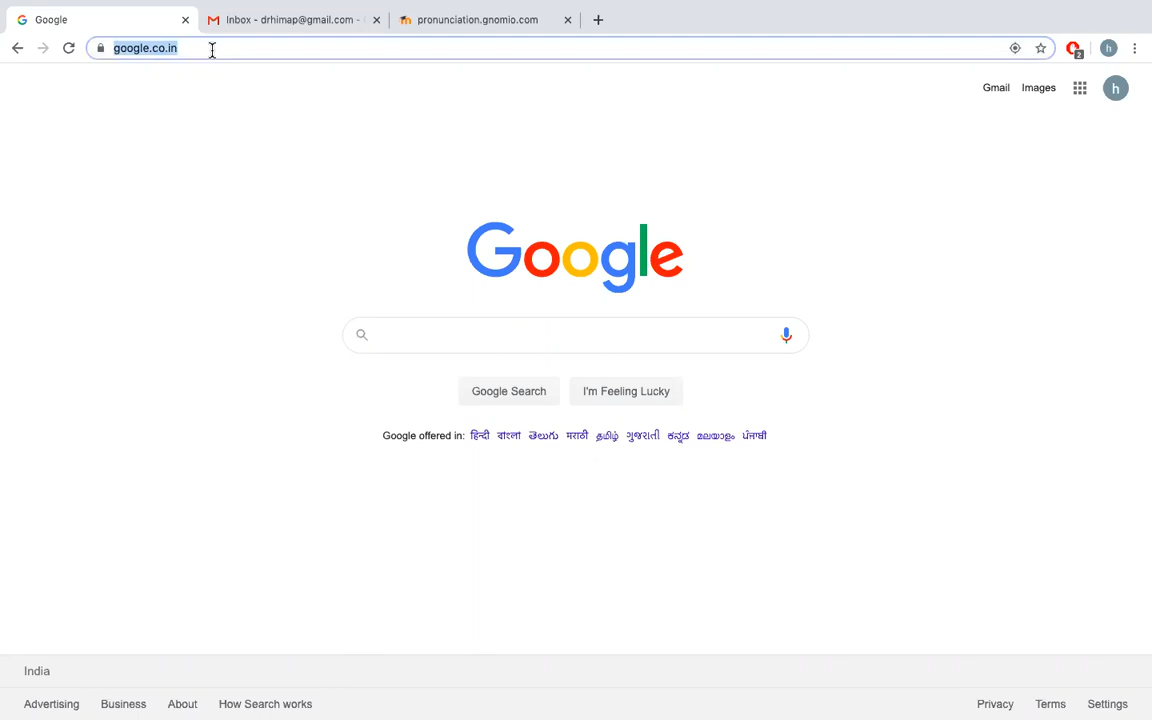 Google
Inbox - drhimap@gmail.com -
pronunciation.gnomio.com
google.co.in
2
h
Gmail
Images
h
Google
Google Search
I'm Feeling Lucky
Google offered in: हिन्दी বাংলা తెలుగు मराठी தமிழ் ગુજરાતી ಕನ್ನಡ മലയാളം ਪੰਜਾਬੀ
India
Advertising Business About How Search works Privacy Terms Settings